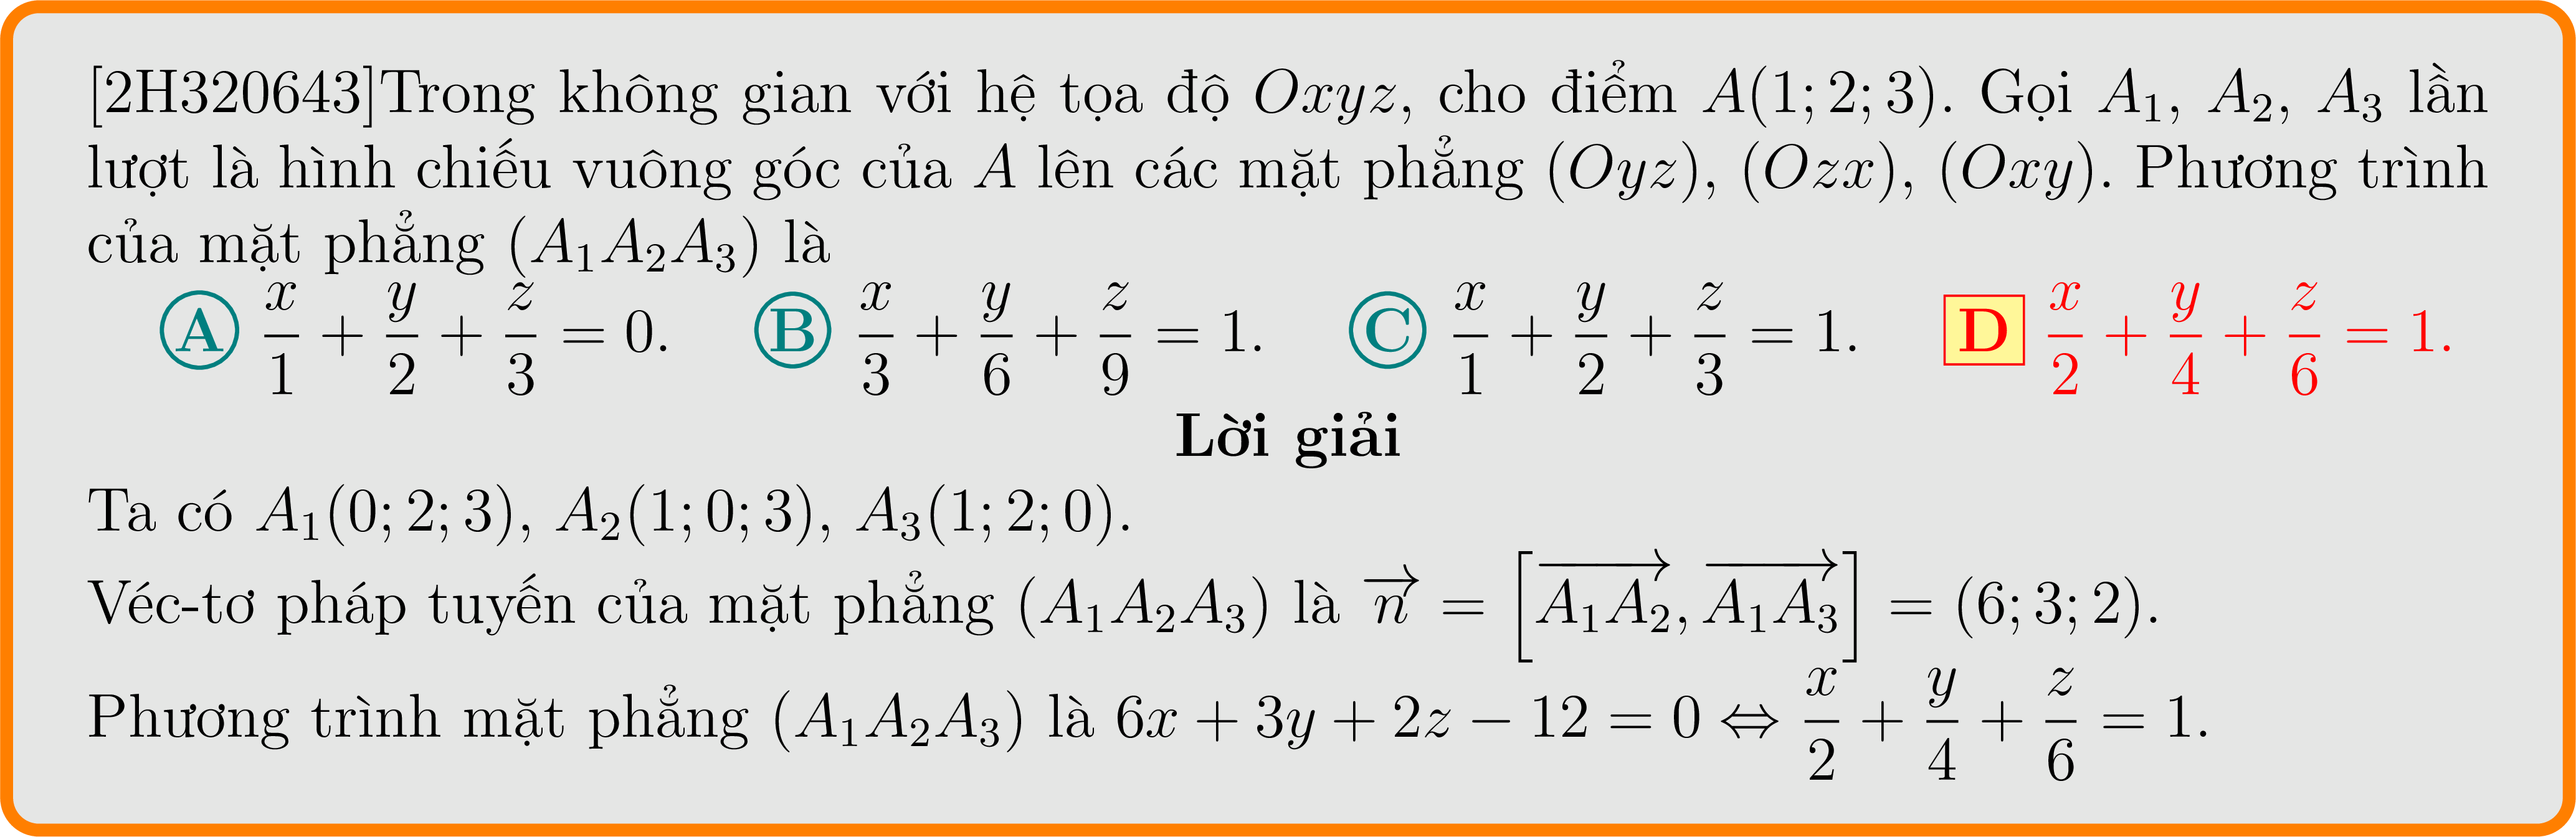 [2H320643]Trong không gian với hệ tọa độ $Oxyz$, cho điểm $A(1; 2; 3)$. Gọi $A_1$, $A_2$, $A_3$ lần
lượt là hình chiếu vuông góc của $A$ lên các mặt phẳng $(Oyz)$, $(Ozx)$, $(Oxy)$. Phương trình
của mặt phẳng $(A_1A_2A_3)$ là
A $\frac{x}{1} + \frac{y}{2} + \frac{z}{3} = 0.$ B $\frac{x}{3} + \frac{y}{6} + \frac{z}{9} = 1.$ C $\frac{x}{1} + \frac{y}{2} + \frac{z}{3} = 1.$ D $\frac{x}{2} + \frac{y}{4} + \frac{z}{6} = 1.$
Lời giải
Ta có $A_1(0; 2; 3)$, $A_2(1; 0; 3)$, $A_3(1; 2; 0)$.
Véc-tơ pháp tuyến của mặt phẳng $(A_1A_2A_3)$ là $\overrightarrow{n} = \left[\overrightarrow{A_1A_2}, \overrightarrow{A_1A_3}\right] = (6; 3; 2)$.
Phương trình mặt phẳng $(A_1A_2A_3)$ là $6x + 3y + 2z - 12 = 0 \Leftrightarrow \frac{x}{2} + \frac{y}{4} + \frac{z}{6} = 1.$